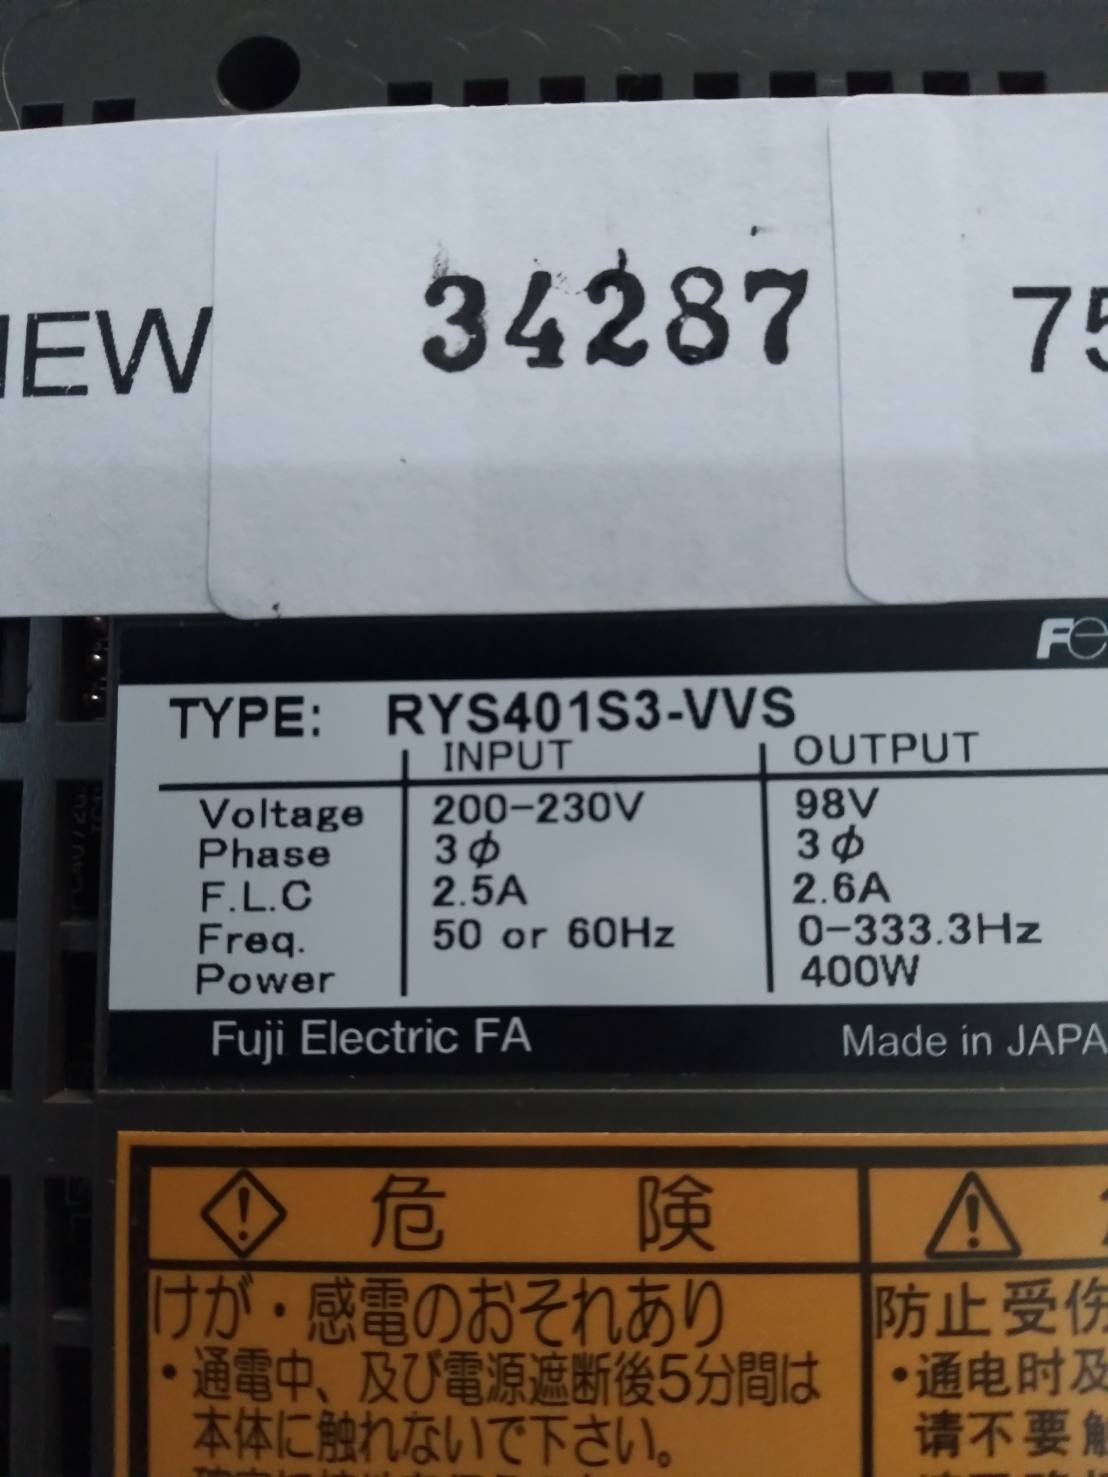 NEW 34287 75
Fe
TYPE: RYS401S3-VVS
INPUT OUTPUT
Voltage 200-230V 98V
Phase 3Φ 3Φ
F.L.C 2.5A 2.6A
Freq. 50 or 60Hz 0-333.3Hz
Power 400W
Fuji Electric FA Made in JAPA
危 険
けが・感電のおそれあり 防止受伤
・通電中、及び電源遮断後5分間は ・通电时及
本体に触れないで下さい。 请不要触